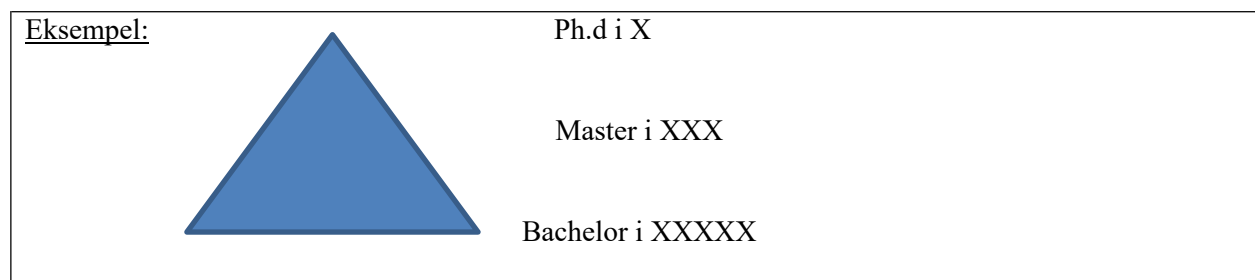 Eksempel:
Ph.d i X
Master i XXX
Bachelor i XXXXX